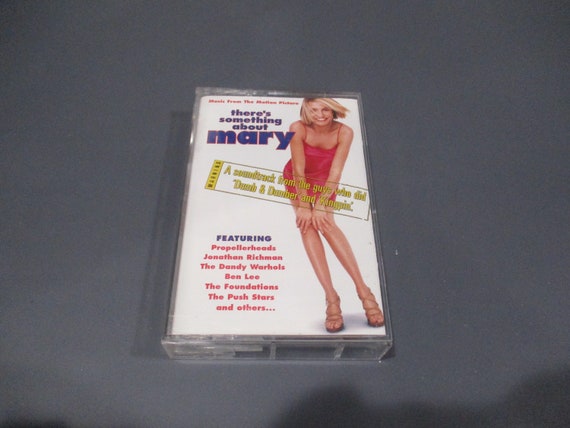 Music From The Motion Picture
there's
something
about
mary
WARNING
A soundtrack from the guys who did
'Dumb & Dumber and Kingpin'.
FEATURING
Propellerheads
Jonathan Richman
The Dandy Warhols
Ben Lee
The Foundations
The Push Stars
and others...